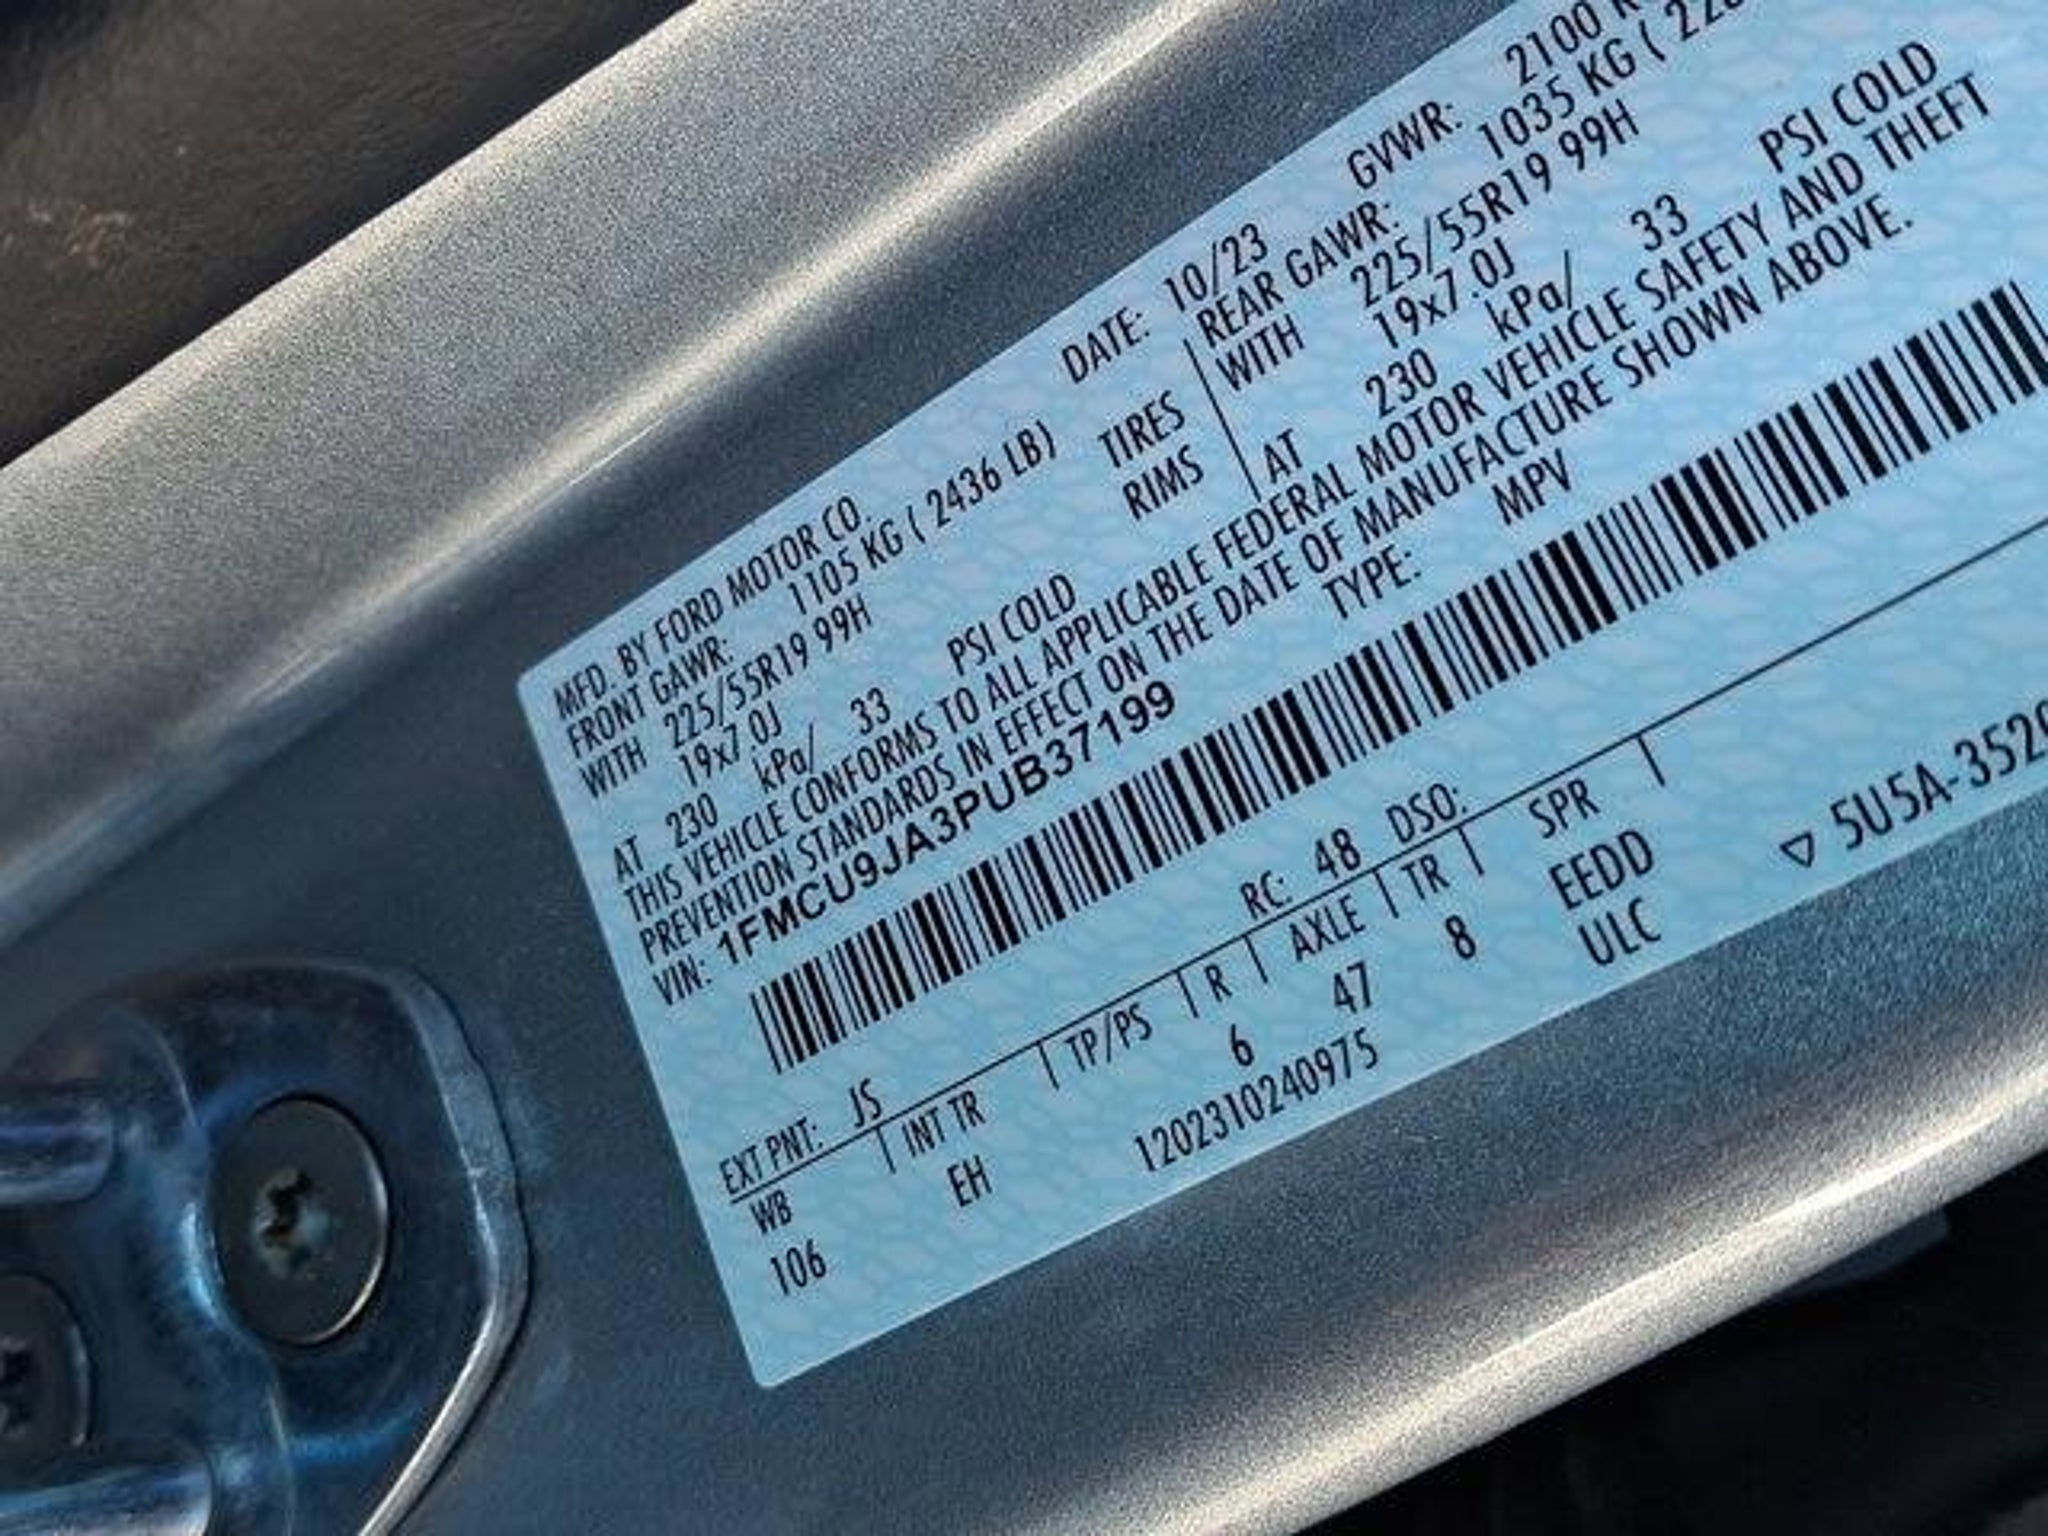 MFD. BY FORD MOTOR CO. DATE: 10/23 GVWR: 2100
FRONT GAWR: 1105 KG ( 2436 LB) REAR GAWR: 1035 KG (
WITH 225/55R19 99H TIRES WITH 225/55R19 99H
19x7.0J RIMS 19x7.0J
AT 230 kPa/ 33 PSI COLD AT 230 kPa/ 33 PSI COLD
THIS VEHICLE CONFORMS TO ALL APPLICABLE FEDERAL MOTOR VEHICLE SAFETY AND THEFT
PREVENTION STANDARDS IN EFFECT ON THE DATE OF MANUFACTURE SHOWN ABOVE.
VIN: 1FMCU9JA3PUB37199 TYPE: MPV
EXT PNT: JS RC: 48 DSO:
WB INT TR TP/PS R AXLE TR SPR
106 EH 6 47 8 EEDD
1202310240975 ULC
▽ 5U5A-352